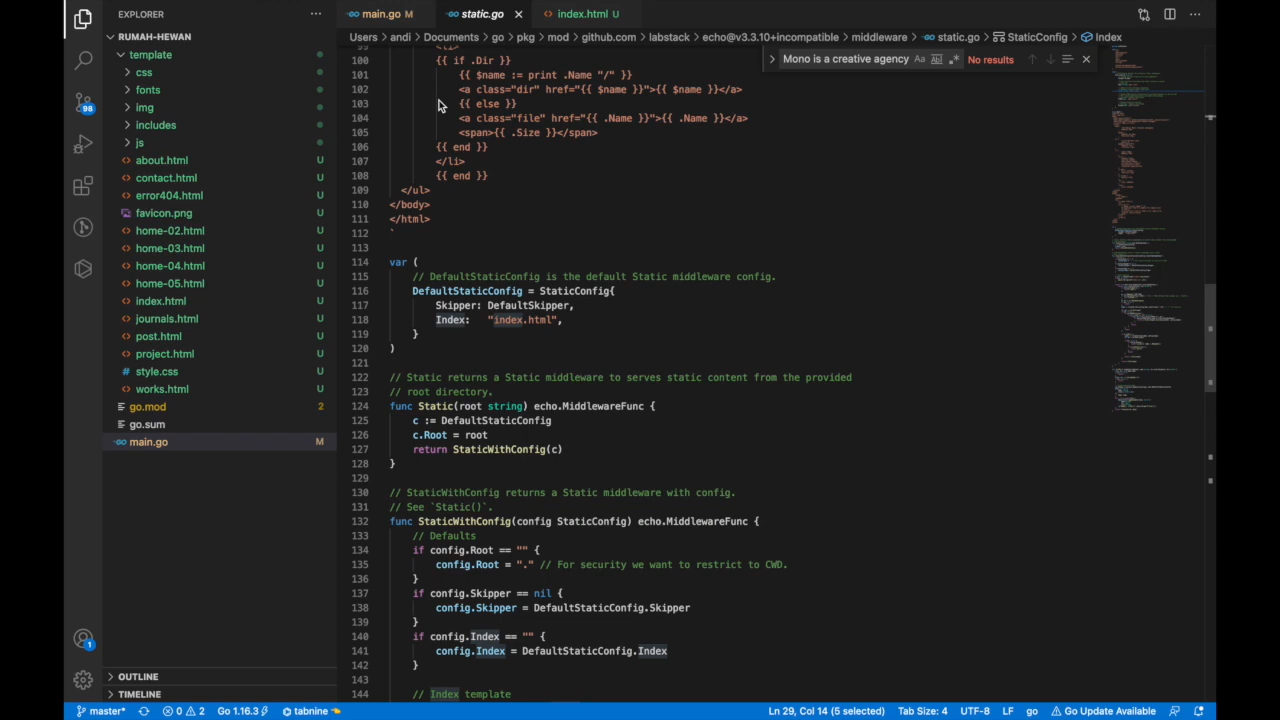 EXPLORER
RUMAH-HEWAN
template
css
fonts
img
includes
js
about.html U
contact.html U
error404.html U
favicon.png U
home-02.html U
home-03.html U
home-04.html U
home-05.html U
index.html U
journals.html U
post.html U
project.html U
style.css U
works.html U
go.mod 2
go.sum
main.go M
OUTLINE
TIMELINE
98
1
main.go M static.go index.html U
Users > andi > Documents > go > pkg > mod > github.com > labstack > echo@v3.3.10+incompatible > middleware > static.go > StaticConfig > Index
Mono is a creative agency Aa Abl .* No results
99 <li>
100 {{ if .Dir }}
101 {{ $name := print .Name "/" }}
102 <a class="dir" href="{{ $name }}">{{ $name }}</a>
103 {{ else }}
104 <a class="file" href="{{ .Name }}">{{ .Name }}</a>
105 <span>{{ .Size }}</span>
106 {{ end }}
107 </li>
108 {{ end }}
109 </ul>
110 </body>
111 </html>
112 `
113
114 var (
115 // DefaultStaticConfig is the default Static middleware config.
116 DefaultStaticConfig = StaticConfig{
117 Skipper: DefaultSkipper,
118 Index: "index.html",
119 }
120 )
121
122 // Static returns a Static middleware to serves static content from the provided
123 // root directory.
124 func Static(root string) echo.MiddlewareFunc {
125 c := DefaultStaticConfig
126 c.Root = root
127 return StaticWithConfig(c)
128 }
129
130 // StaticWithConfig returns a Static middleware with config.
131 // See `Static()`.
132 func StaticWithConfig(config StaticConfig) echo.MiddlewareFunc {
133 // Defaults
134 if config.Root == "" {
135 config.Root = "." // For security we want to restrict to CWD.
136 }
137 if config.Skipper == nil {
138 config.Skipper = DefaultStaticConfig.Skipper
139 }
140 if config.Index == "" {
141 config.Index = DefaultStaticConfig.Index
142 }
143
144 // Index template
master* 0 2 Go 1.16.3 tabnine Ln 29, Col 14 (5 selected) Tab Size: 4 UTF-8 LF go Go Update Available